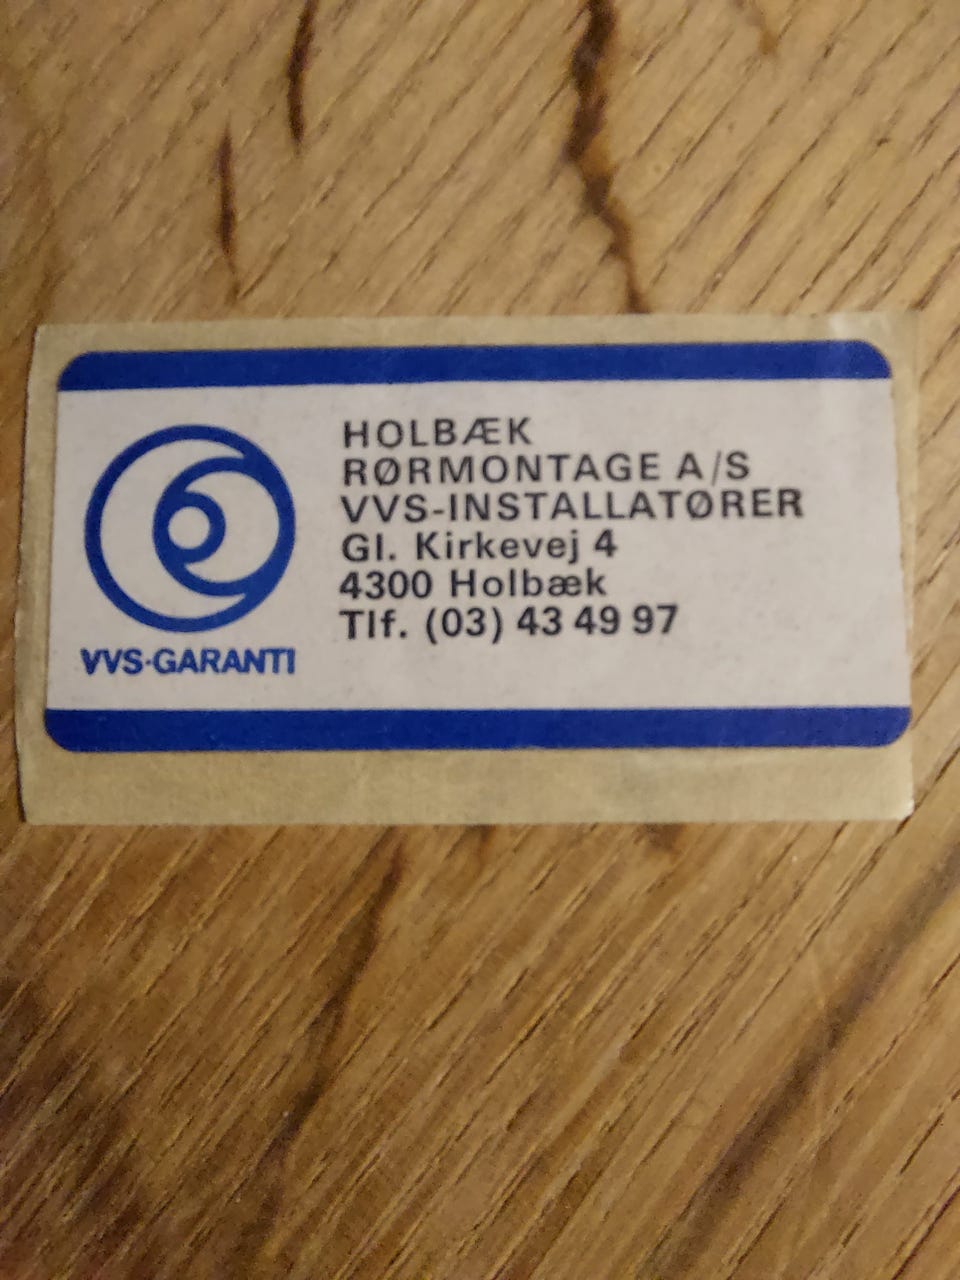 HOLBÆK
RØRMONTAGE A/S
VVS-INSTALLATØRER
Gl. Kirkevej 4
4300 Holbæk
Tlf. (03) 43 49 97
VVS-GARANTI